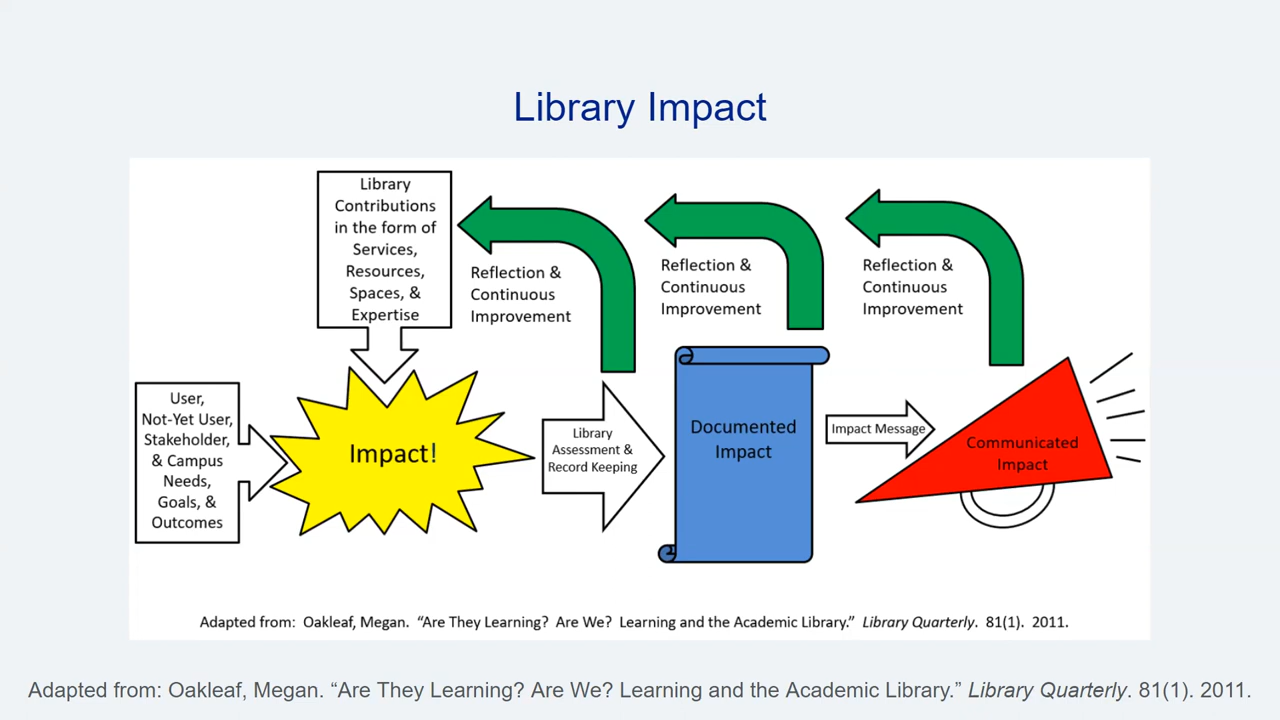 Library Impact
Library
Contributions
in the form of
Services,
Resources,
Spaces, &
Expertise
Reflection &
Continuous
Improvement
Reflection &
Continuous
Improvement
Reflection &
Continuous
Improvement
User,
Not-Yet User,
Stakeholder,
& Campus
Needs,
Goals, &
Outcomes
Impact!
Library
Assessment &
Record Keeping
Documented
Impact
Impact Message
Communicated
Impact
Adapted from: Oakleaf, Megan. “Are They Learning? Are We? Learning and the Academic Library.” Library Quarterly. 81(1). 2011.
Adapted from: Oakleaf, Megan. “Are They Learning? Are We? Learning and the Academic Library.” Library Quarterly. 81(1). 2011.